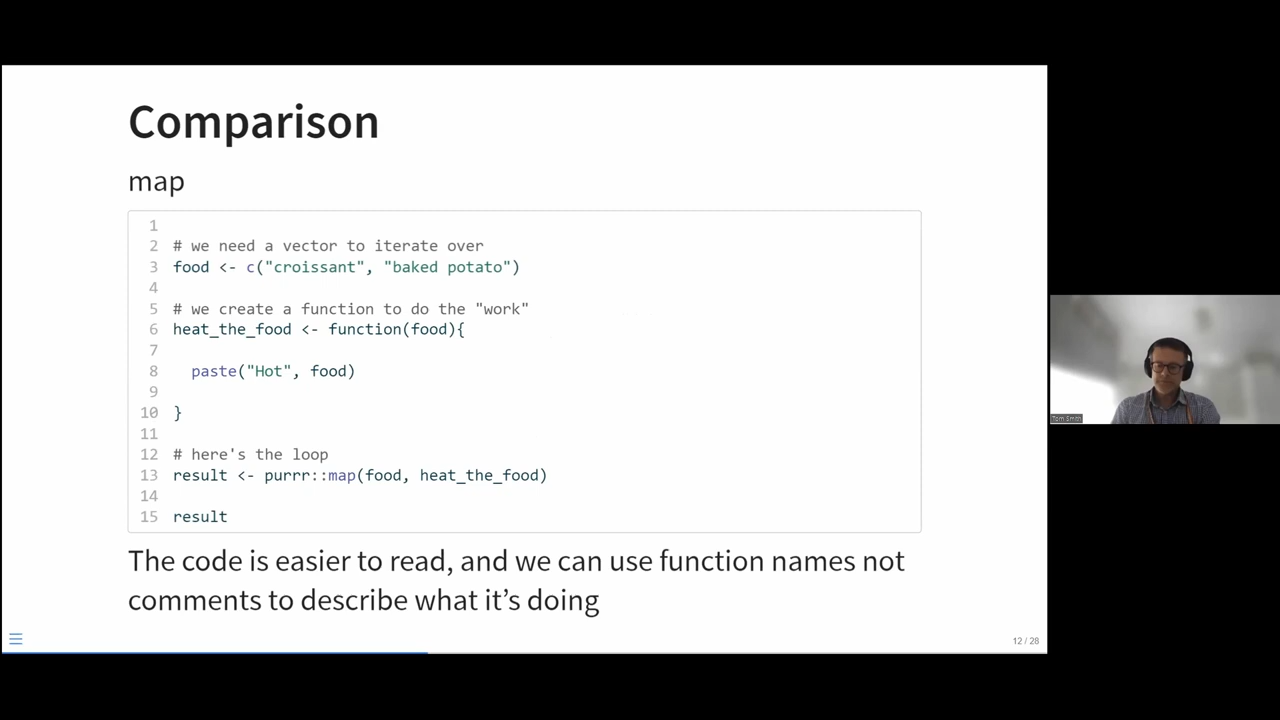 Comparison
map
1
2 # we need a vector to iterate over
3 food <- c("croissant", "baked potato")
4
5 # we create a function to do the "work"
6 heat_the_food <- function(food){
7
8 paste("Hot", food)
9
10 }
11
12 # here's the loop
13 result <- purrr::map(food, heat_the_food)
14
15 result
The code is easier to read, and we can use function names not
comments to describe what it’s doing
12 / 28
Tom Smith